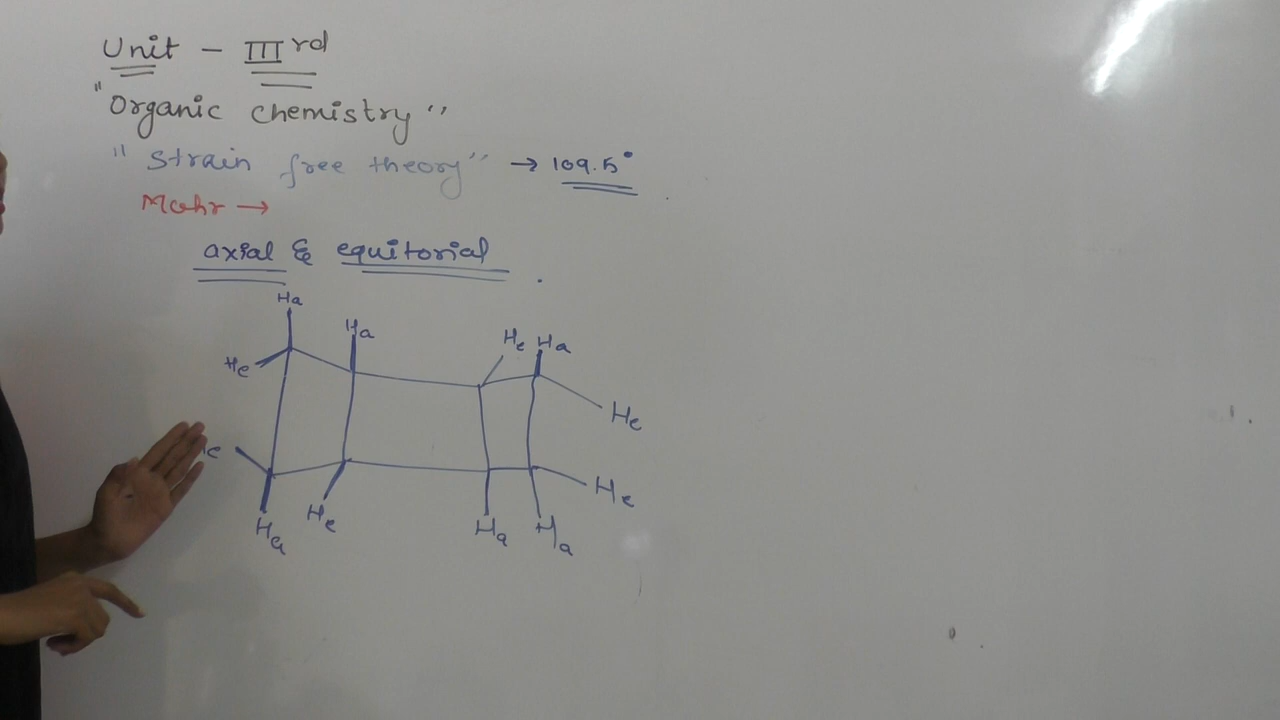 Unit - III rd
"Organic chemistry"
"Strain free theory" → 109.5°
Mohr →
axial & equitorial .
Ha
Ha
He Ha
He
He
e
He
He
Ha
Ha
Ha